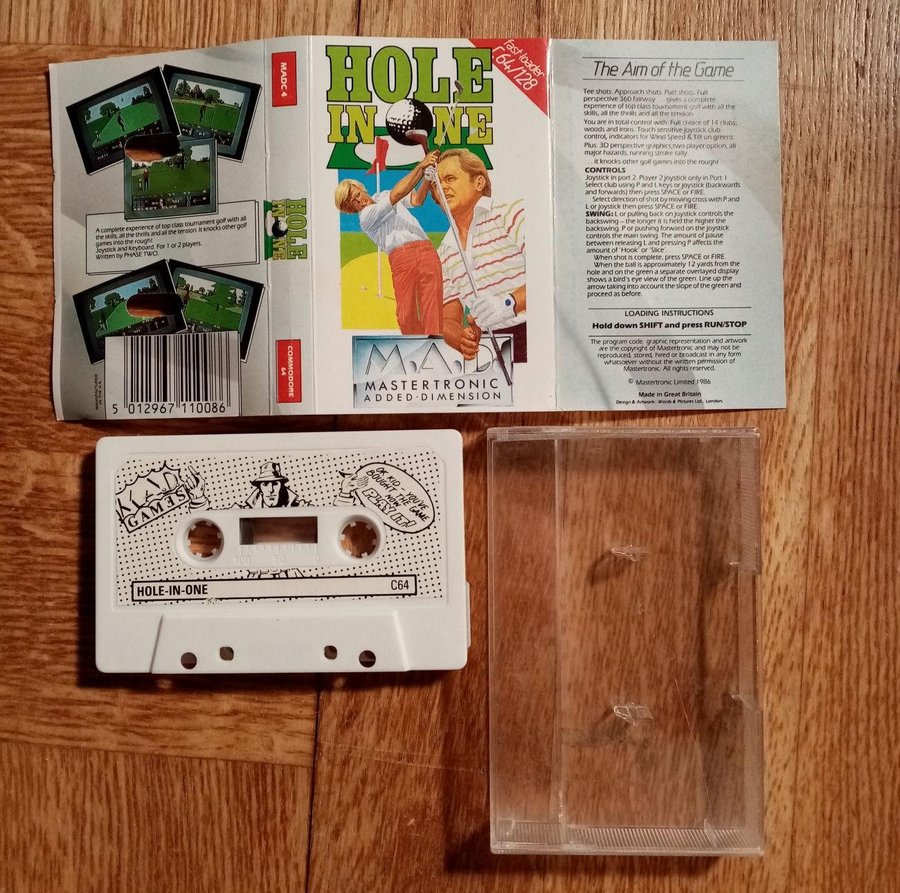 A complete experience of top class tournament golf with all
the skills, all the thrills and all the tension. It knocks other golf
games into the rough!
Joystick and Keyboard. For 1 or 2 players.
Written by PHASE TWO
HOLE
IN ONE
MANUFACTURED
IN THE U.K.
5 012967 110086
MADC 4
HOLE
IN ONE
COMMODORE
64
fast loader
C64/128
HOLE
IN ONE
M.A.D
MASTERTRONIC
ADDED·DIMENSION
The Aim of the Game
Tee shots. Approach shots. Putt shots. Full
perspective 360 fairway . . . gives a complete
experience of top class tournament golf with all the
skills, all the thrills and all the tension.
You are in total control with: Full choice of 14 clubs;
woods and irons. Touch sensitive joystick club
control, indicators for Wind Speed & Tilt on greens
Plus: 3D perspective graphics, two player option, all
major hazards, running stroke tally.
. . . it knocks other golf games into the rough!
CONTROLS
Joystick in port 2. Player 2 joystick only in Port 1
Select club using P and L keys or joystick (backwards
and forwards) then press SPACE or FIRE.
Select direction of shot by moving cross with P and
L or joystick then press SPACE or FIRE.
SWING: L or pulling back on joystick controls the
backswing – the longer it is held the higher the
backswing. P or pushing forward on the joystick
controls the main swing. The amount of pause
between releasing L and pressing P affects the
amount of 'Hook' or 'Slice'.
When shot is complete, press SPACE or FIRE.
When the ball is approximately 12 yards from the
hole and on the green a separate overlayed display
shows a bird's eye view of the green. Line up the
arrow taking into account the slope of the green and
proceed as before.
LOADING INSTRUCTIONS
Hold down SHIFT and press RUN/STOP
The program code, graphic representation and artwork
are the copyright of Mastertronic and may not be
reproduced, stored, hired or broadcast in any form
whatsoever without the written permission of
Mastertronic. All rights reserved.
© Mastertronic Limited 1986
Made in Great Britain
Design & Artwork: Words & Pictures Ltd., London.
M.A.D
GAMES
OK KID YOU'VE
BOUGHT THE GAME
NOW
PLAY IT!
100 50 0
HOLE-IN-ONE C64